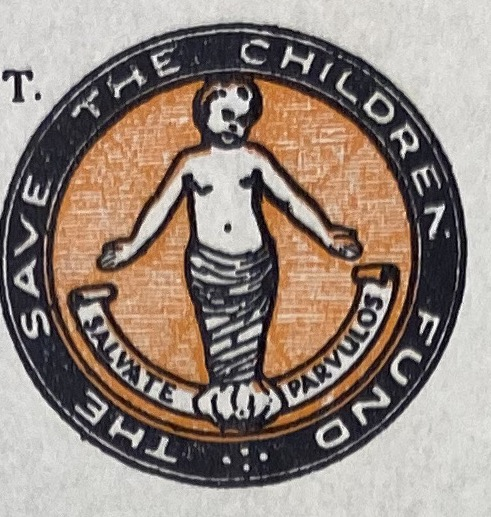 T.
THE SAVE THE CHILDREN FUND
SALVATE PARVULOS